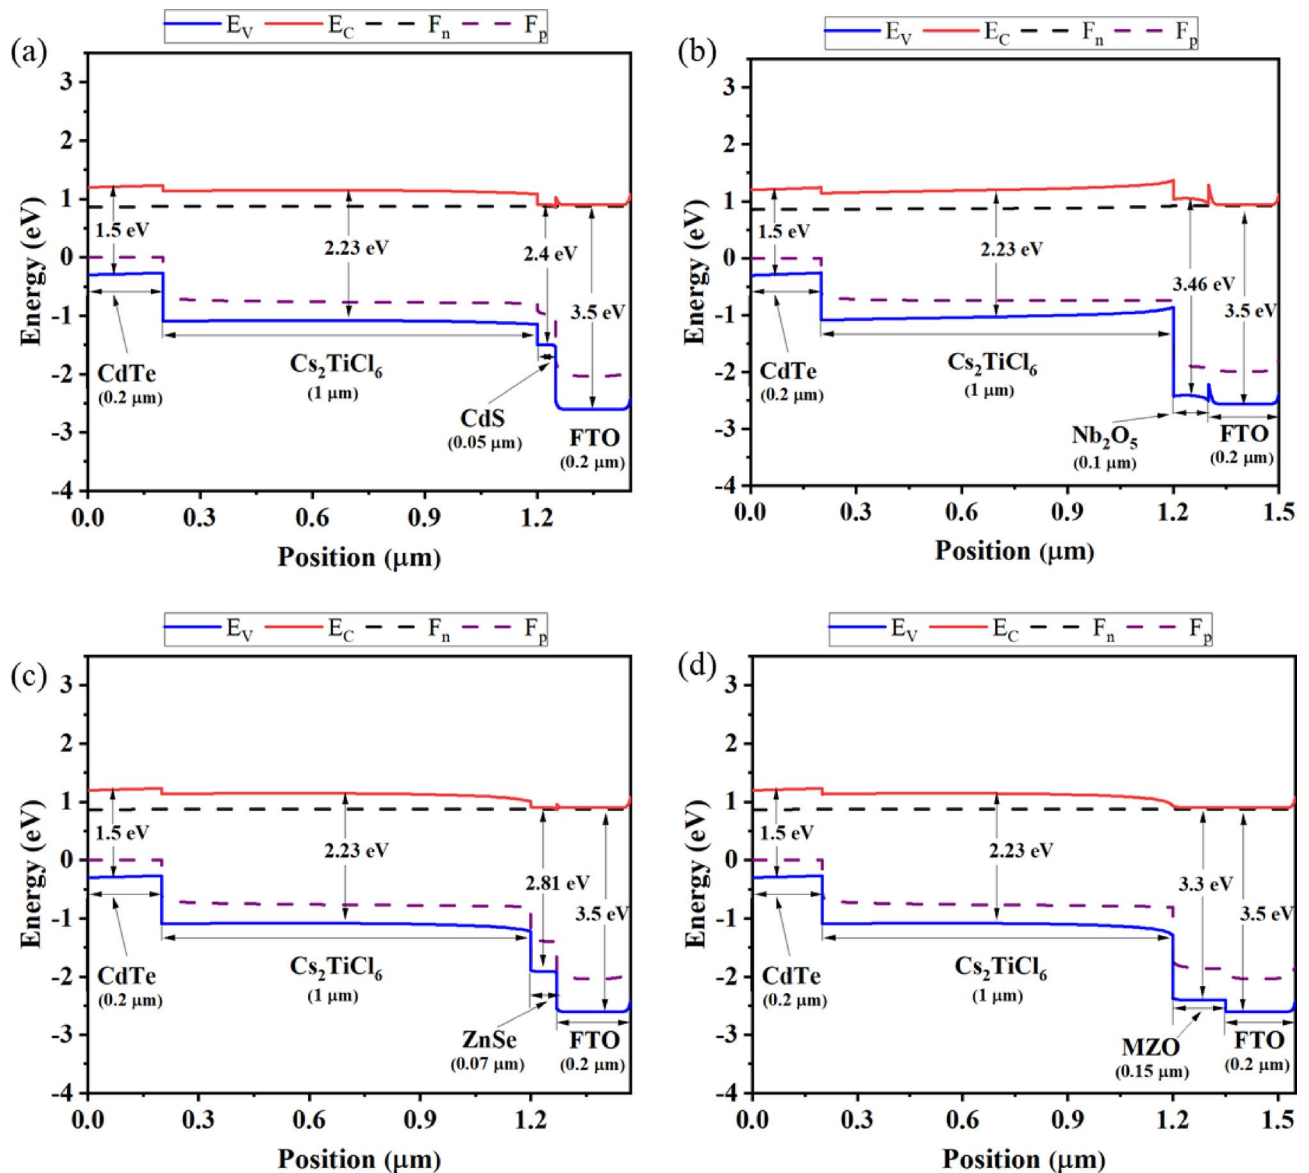 (a)
E_V E_C F_n F_p
3
2
1
0
-1
-2
-3
-4
Energy (eV)
1.5 eV
2.23 eV
2.4 eV
3.5 eV
CdTe
(0.2 μm)
Cs₂TiCl₆
(1 μm)
CdS
(0.05 μm)
FTO
(0.2 μm)
0.0 0.3 0.6 0.9 1.2
Position (μm)
(b)
E_V E_C F_n F_p
3
2
1
0
-1
-2
-3
-4
Energy (eV)
1.5 eV
2.23 eV
3.46 eV
3.5 eV
CdTe
(0.2 μm)
Cs₂TiCl₆
(1 μm)
Nb₂O₅
(0.1 μm)
FTO
(0.2 μm)
0.0 0.3 0.6 0.9 1.2 1.5
Position (μm)
(c)
E_V E_C F_n F_p
3
2
1
0
-1
-2
-3
-4
Energy (eV)
1.5 eV
2.23 eV
2.81 eV
3.5 eV
CdTe
(0.2 μm)
Cs₂TiCl₆
(1 μm)
ZnSe
(0.07 μm)
FTO
(0.2 μm)
0.0 0.3 0.6 0.9 1.2
Position (μm)
(d)
E_V E_C F_n F_p
3
2
1
0
-1
-2
-3
-4
Energy (eV)
1.5 eV
2.23 eV
3.3 eV
3.5 eV
CdTe
(0.2 μm)
Cs₂TiCl₆
(1 μm)
MZO
(0.15 μm)
FTO
(0.2 μm)
0.0 0.3 0.6 0.9 1.2 1.5
Position (μm)